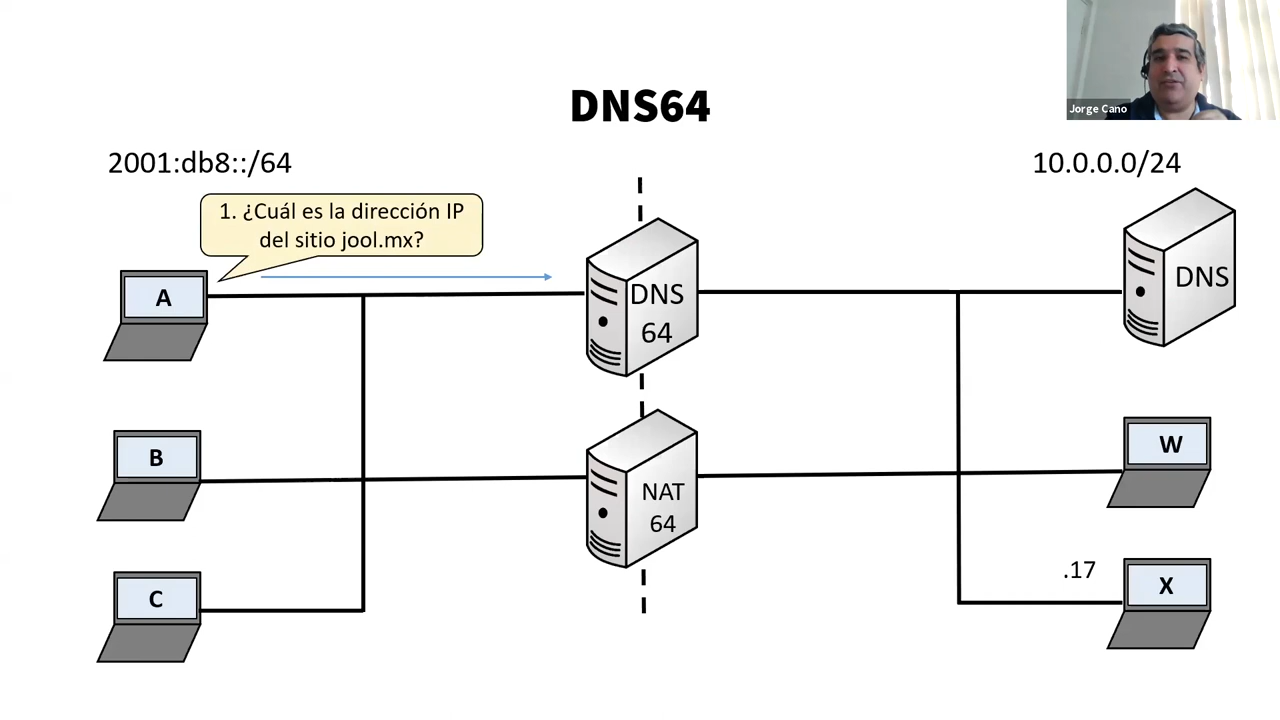 Jorge Cano
DNS64
2001:db8::/64
10.0.0.0/24
1. ¿Cuál es la dirección IP
del sitio jool.mx?
A
DNS
64
DNS
B
NAT
64
W
C
.17
X